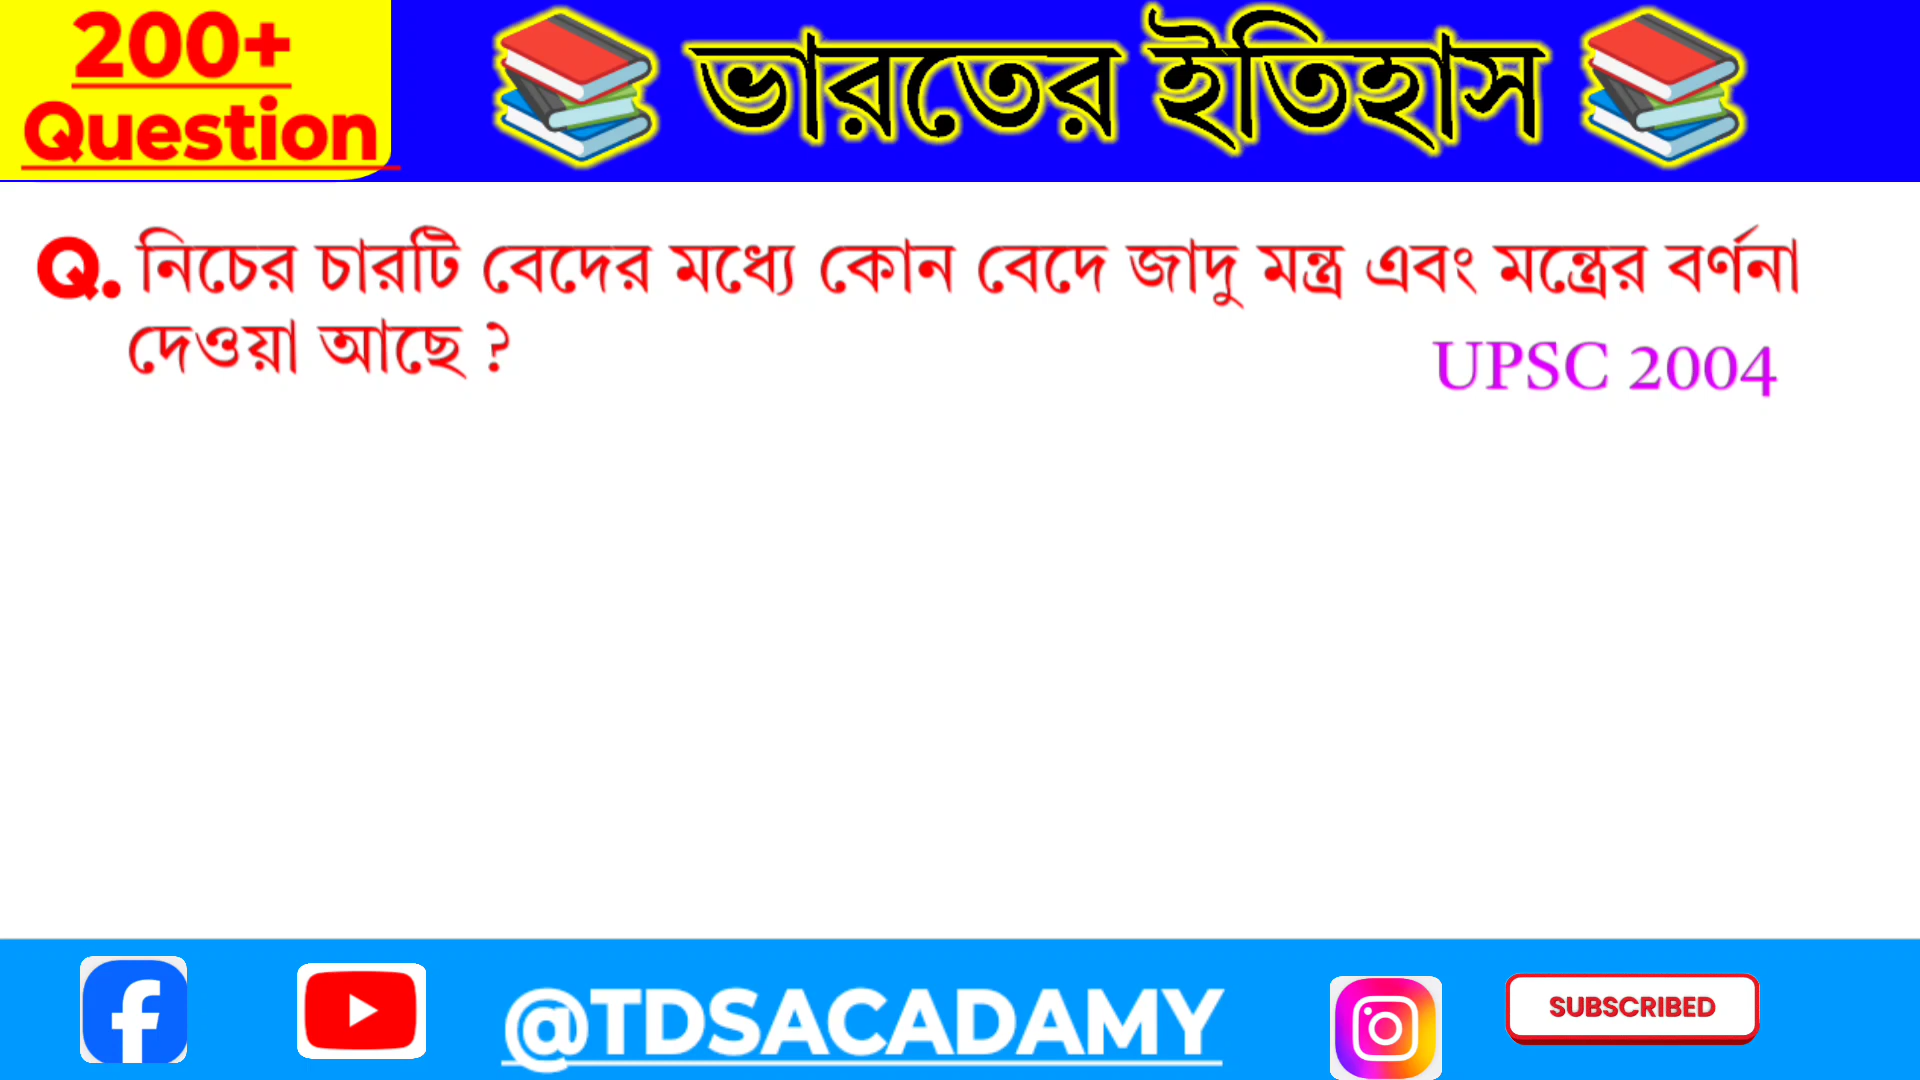 200+
Question
ভারতের ইতিহাস
Q. নিচের চারটি বেদের মধ্যে কোন বেদে জাদু মন্ত্র এবং মন্ত্রের বর্ণনা
দেওয়া আছে ?
UPSC 2004
@TDSACADAMY
SUBSCRIBED